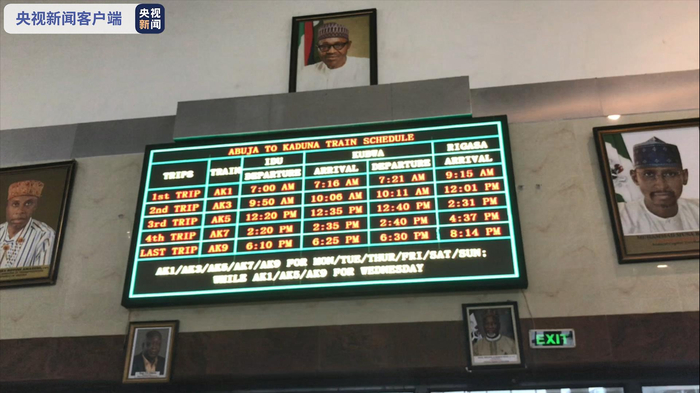 央视新闻客户端
央视
新闻
ABUJA TO KADUNA TRAIN SCHEDULE
TRIPS TRAIN IDU KUBWA RIGASA
DEPARTURE ARRIVAL DEPARTURE ARRIVAL
1st TRIP AK1 7:00 AM 7:16 AM 7:21 AM 9:15 AM
2nd TRIP AK3 9:50 AM 10:06 AM 10:11 AM 12:01 PM
3rd TRIP AK5 12:20 PM 12:35 PM 12:40 PM 2:31 PM
4th TRIP AK7 2:20 PM 2:35 PM 2:40 PM 4:37 PM
LAST TRIP AK9 6:10 PM 6:25 PM 6:30 PM 8:14 PM
AK1/AK3/AK5/AK7/AK9 FOR MON/TUE/THUR/FRI/SAT/SUN;
WHILE AK1/AK5/AK9 FOR WEDNESDAY
EXIT